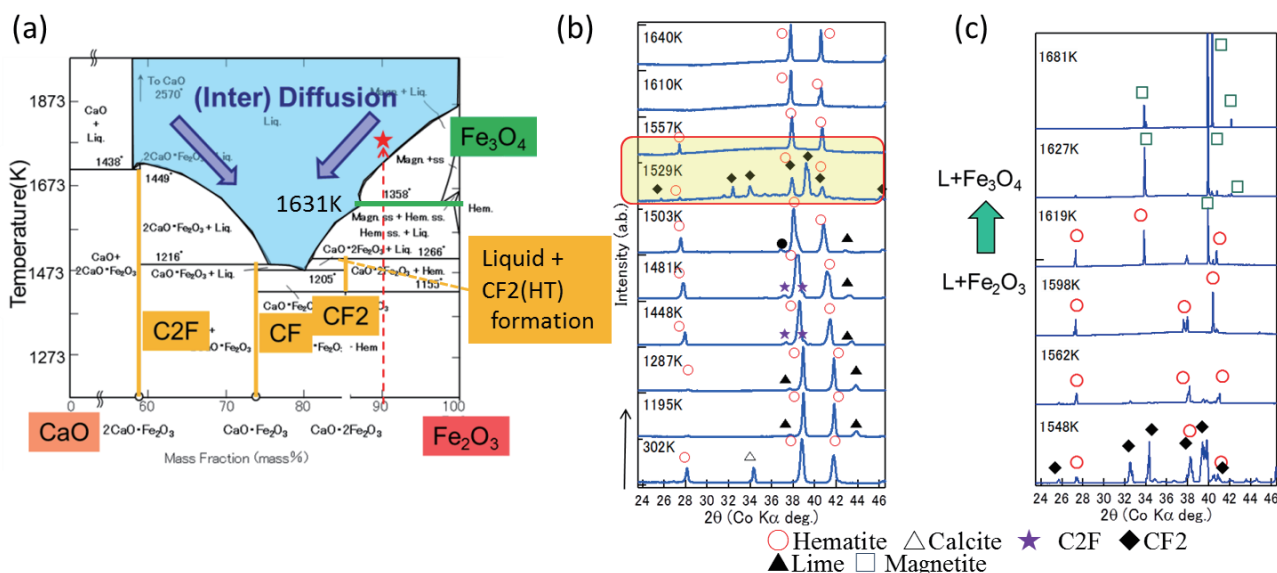 (a)
Temperature(K)
1873
1673
1473
1273
To CaO
2570°
(Inter) Diffusion
Liq.
Magn. + Liq.
CaO
+
Liq.
1438°
2CaO•Fe₂O₃+Liq.
1449°
Fe₃O₄
Magn. +ss
1631K
1358°
Hem.
Magn. ss + Hem. ss.
Hem ss. + Liq.
2CaO•Fe₂O₃ + Liq.
CaO•2Fe₂O₃ + Liq.
1266°
CaO+
2CaO•Fe₂O₃
1216°
CaO•Fe₂O₃ + Liq.
1205°
CaO•2Fe₂O₃ + Hem.
1155°
Liquid +
CF2(HT)
formation
C2F
CF
CF2
0
60
70
80
90
100
CaO
2CaO•Fe₂O₃
CaO•Fe₂O₃
CaO•2Fe₂O₃
Fe₂O₃
Mass Fraction (mass%)
(b)
Intensity (a.b.)
1640K
1610K
1557K
1529K
1503K
1481K
1448K
1287K
1195K
302K
24 26 28 30 32 34 36 38 40 42 44 46
2θ (Co Kα deg.)
(c)
L+Fe₃O₄
L+Fe₂O₃
1681K
1627K
1619K
1598K
1562K
1548K
24 26 28 30 32 34 36 38 40 42 44 46
2θ (Co Kα deg.)
Hematite
Calcite
C2F
CF2
Lime
Magnetite